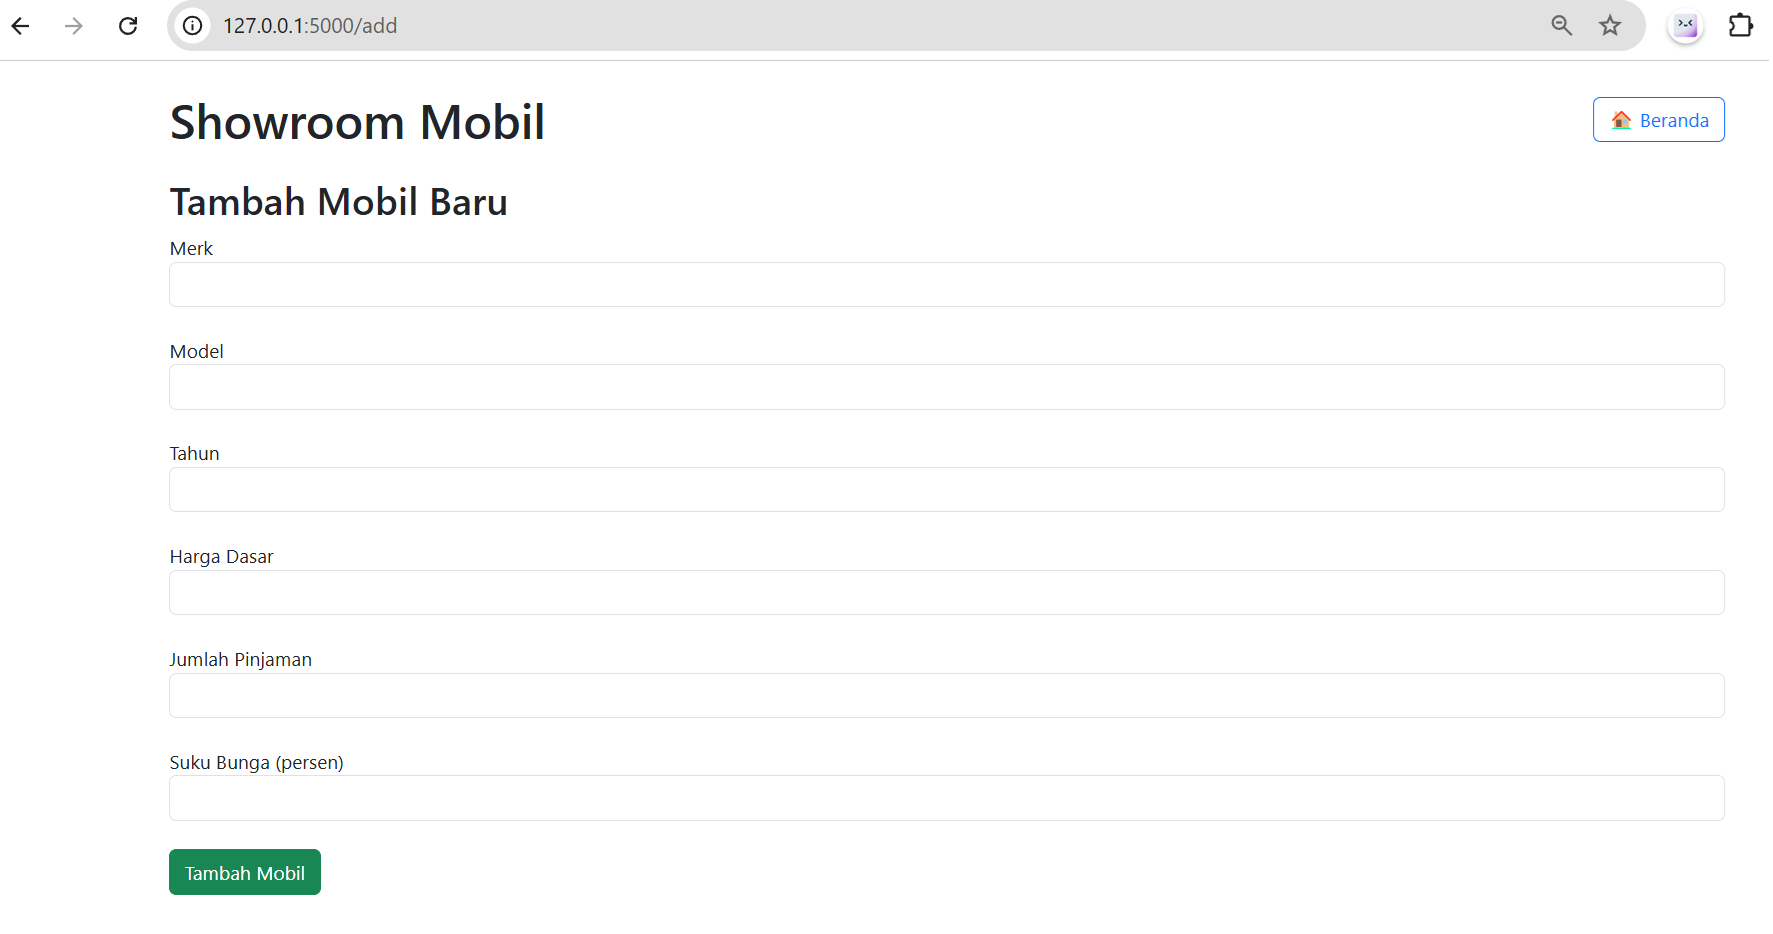 127.0.0.1:5000/add
Showroom Mobil
Beranda
Tambah Mobil Baru
Merk
Model
Tahun
Harga Dasar
Jumlah Pinjaman
Suku Bunga (persen)
Tambah Mobil